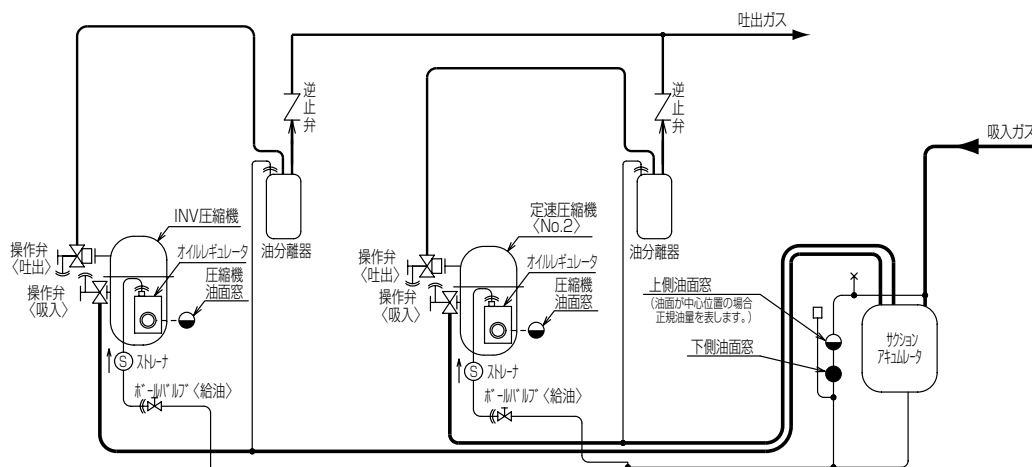 吐出ガス
逆止弁
逆止弁
吸入ガス
INV圧縮機
定速圧縮機
〈No.2〉
油分離器
油分離器
操作弁
〈吐出〉
オイルレギュレータ
圧縮機
油面窓
操作弁
〈吸入〉
操作弁
〈吐出〉
オイルレギュレータ
圧縮機
油面窓
操作弁
〈吸入〉
上側油面窓
(油面が中心位置の場合
正規油量を表します。)
下側油面窓
サクション
アキュムレータ
S ストレーナ
S ストレーナ
ボールバルブ〈給油〉
ボールバルブ〈給油〉